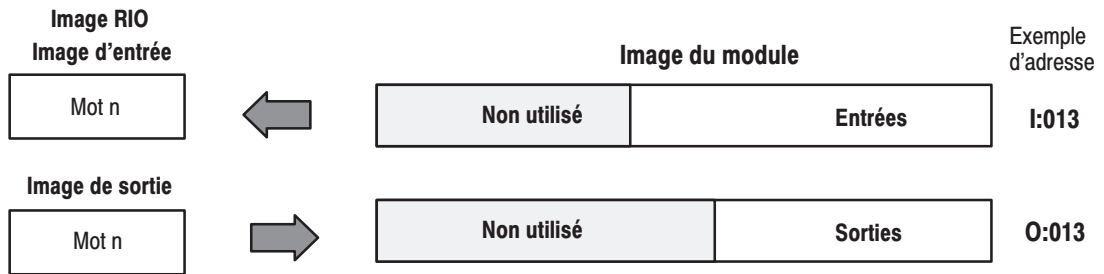 Image RIO
Image d'entrée
Mot n
Image du module
Exemple
d'adresse
Non utilisé
Entrées
I:013
Image de sortie
Mot n
Non utilisé
Sorties
O:013